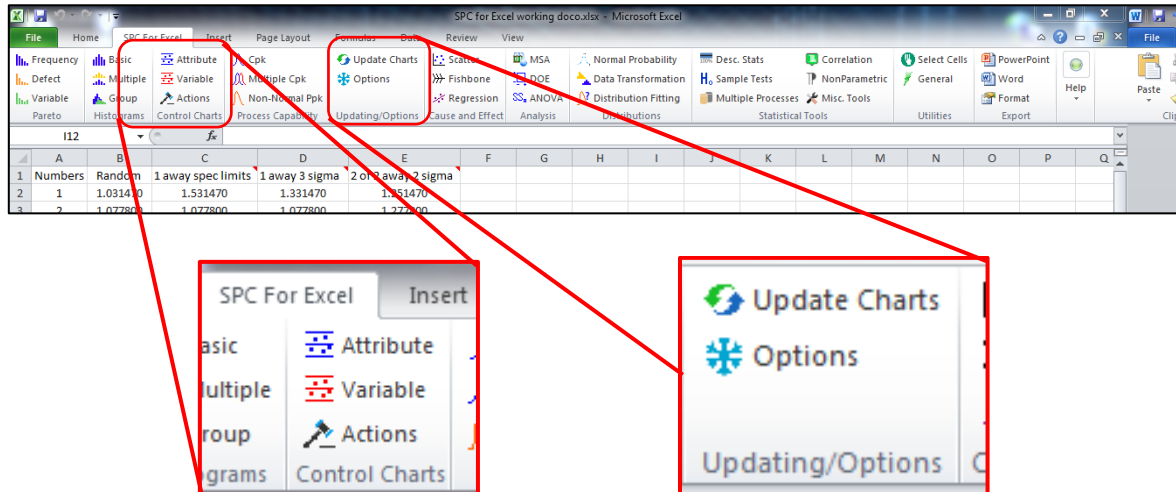 SPC for Excel working doco.xlsx - Microsoft Excel
File Home SPC For Excel Insert Page Layout Formulas Data Review View File
Frequency Basic Attribute Cpk Update Charts Scatter MSA Normal Probability Desc. Stats Correlation Select Cells PowerPoint
Defect Multiple Variable Multiple Cpk Options Fishbone DOE Data Transformation Sample Tests NonParametric General Word Help Paste
Variable Group Actions Non-Normal Ppk Regression ANOVA Distribution Fitting Multiple Processes Misc. Tools Format
Pareto Histograms Control Charts Process Capability Updating/Options Cause and Effect Analysis Distributions Statistical Tools Utilities Export Clip
I12 fx
A B C D E F G H I J K L M N O P Q
1 Numbers Random 1 away spec limits 1 away 3 sigma 2 of 3 away 2 sigma
2 1 1.031470 1.531470 1.331470 1.251470
3 2 1.077800 1.077800 1.077800 1.277800
SPC For Excel Insert
asic Attribute
ultiple Variable
roup Actions
grams Control Charts
Update Charts
Options
Updating/Options